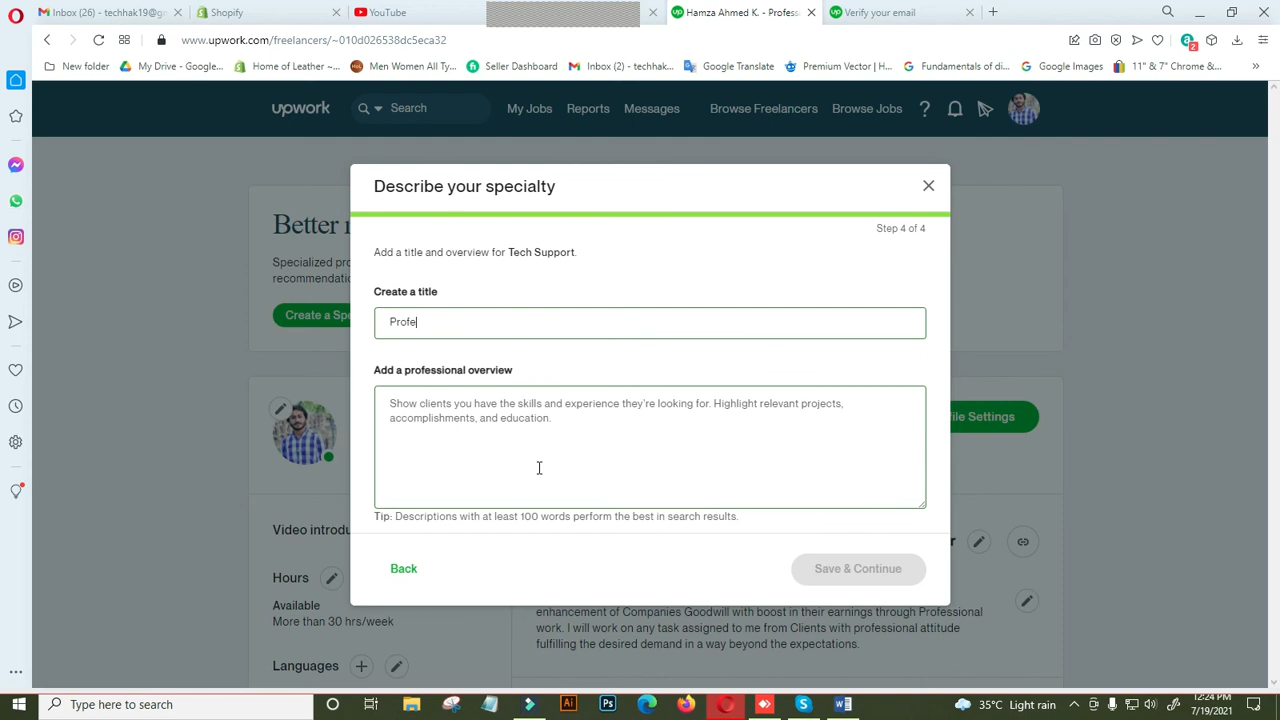 Inbox (2) - techhak19@g
Shopify
YouTube
Hamza Ahmed K. - Profess
Verify your email
www.upwork.com/freelancers/~010d026538dc5eca32
2
New folder
My Drive - Google...
Home of Leather ~...
Men Women All Ty...
Seller Dashboard
Inbox (2) - techhak...
Google Translate
Premium Vector | H...
Fundamentals of di...
Google Images
11" & 7" Chrome &...
upwork
Search
My Jobs
Reports
Messages
Browse Freelancers
Browse Jobs
Better
Specialized pro
recommendation
Create a Spe
Describe your specialty
Step 4 of 4
Add a title and overview for Tech Support.
Create a title
Profe
Add a professional overview
Show clients you have the skills and experience they're looking for. Highlight relevant projects,
accomplishments, and education.
Tip: Descriptions with at least 100 words perform the best in search results.
Back
Save & Continue
file Settings
Video introdu
Hours
Available
More than 30 hrs/week
Languages
enhancement of Companies Goodwill with boost in their earnings through Professional
work. I will work on any task assigned to me from Clients with professional attitude
fulfilling the desired demand in a way beyond the expectations.
Type here to search
35°C Light rain
12:24 PM
7/19/2021